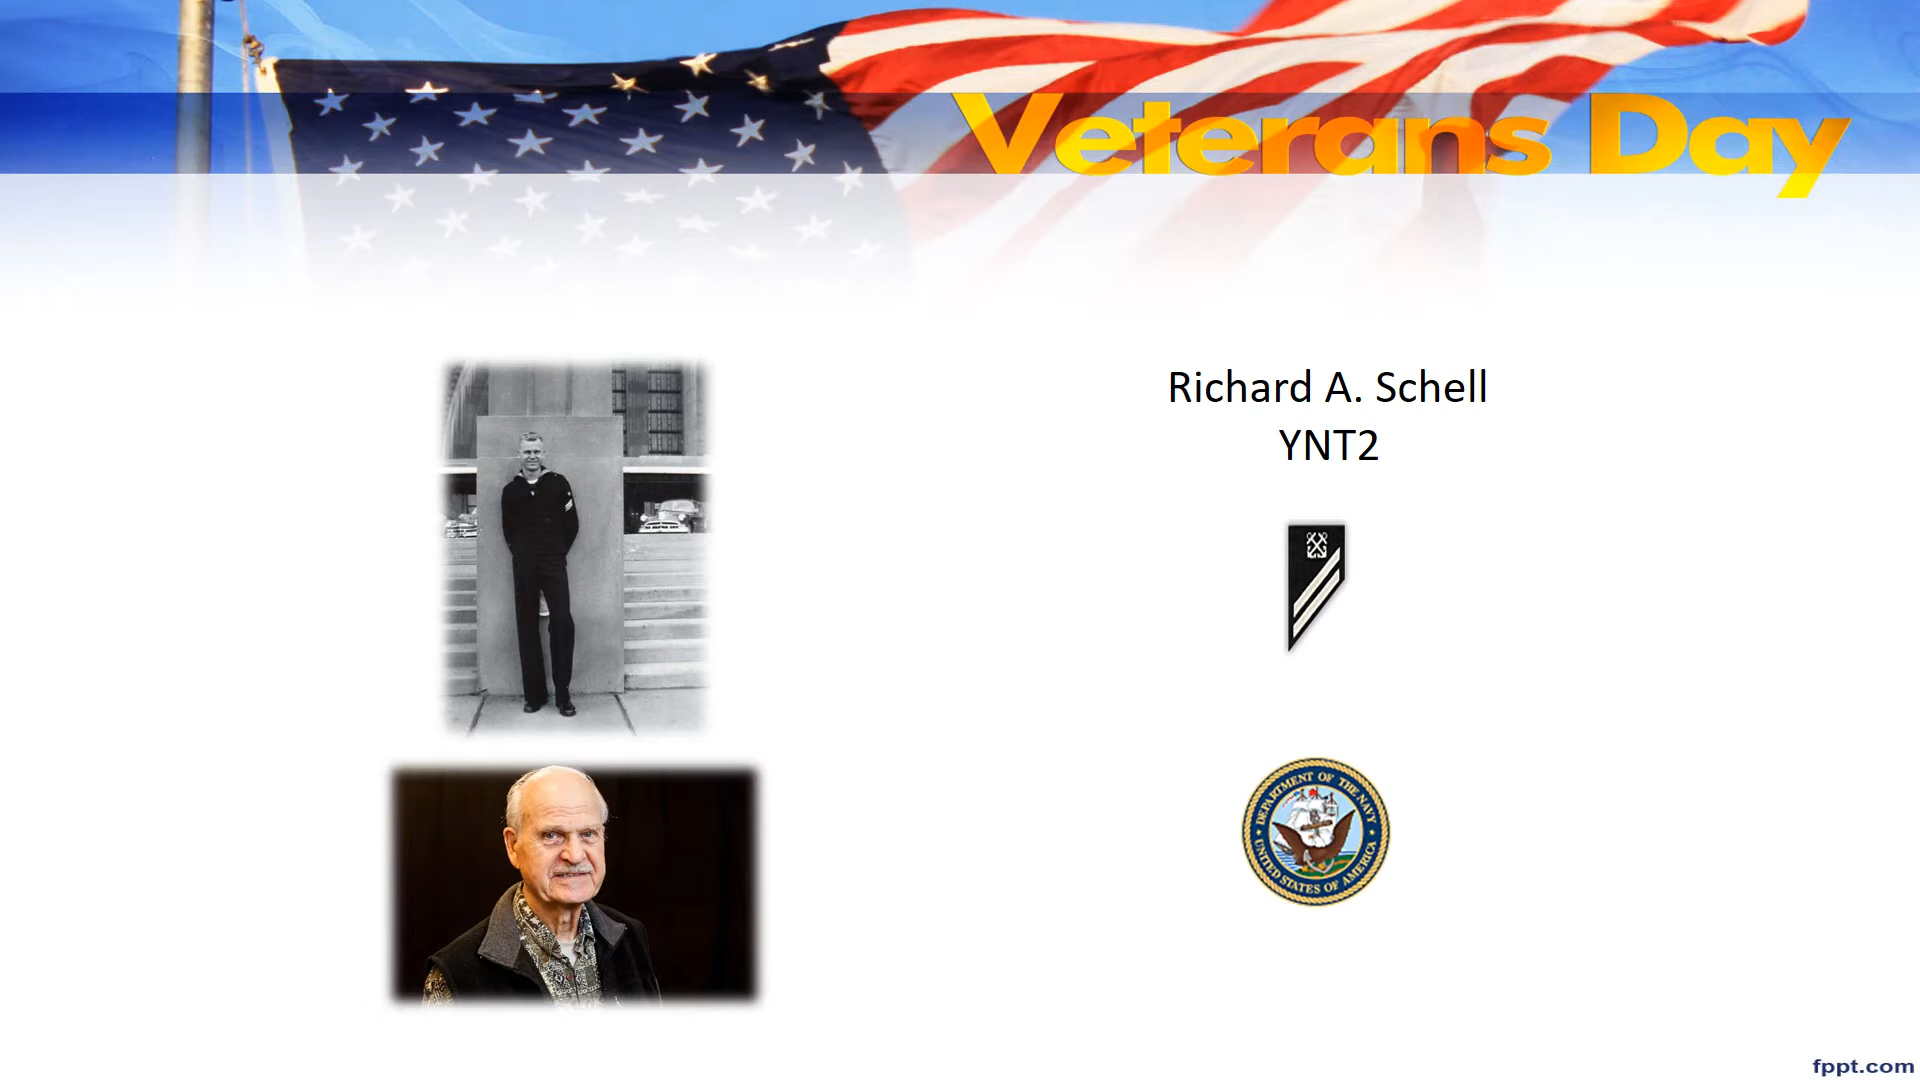 Veterans Day
Richard A. Schell
YNT2
DEPARTMENT OF THE NAVY
UNITED STATES OF AMERICA
fppt.com